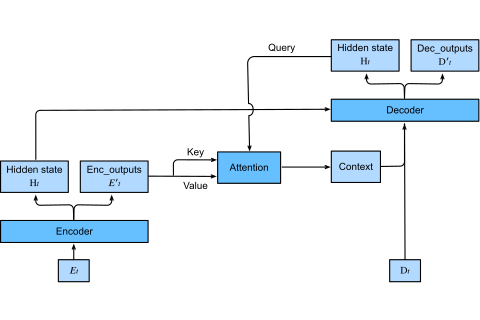 Query
Hidden state
Ht
Dec_outputs
D't
Decoder
Key
Value
Attention
Context
Hidden state
Ht
Enc_outputs
E't
Encoder
Et
Dt